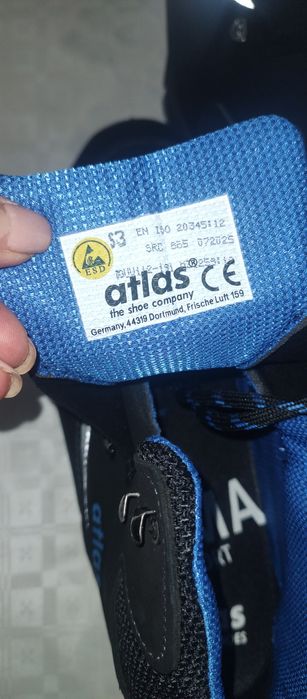 S3 EN ISO 20345:12
SRC 865 072025
ESD
atlas®
CE
the shoe company
Germany, 44319 Dortmund, Frische Luft 159
atla